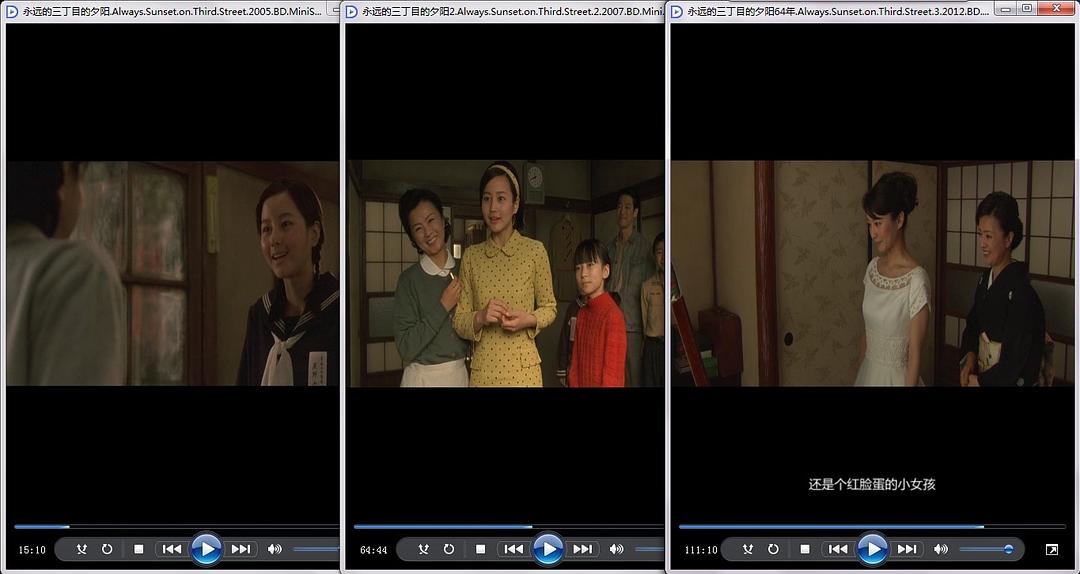 永远的三丁目的夕阳.Always.Sunset.on.Third.Street.2005.BD.MiniS...
永远的三丁目的夕阳2.Always.Sunset.on.Third.Street.2.2007.BD.Mini.
永远的三丁目的夕阳64年.Always.Sunset.on.Third.Street.3.2012.BD....
还是个红脸蛋的小女孩
15:10
64:44
111:10